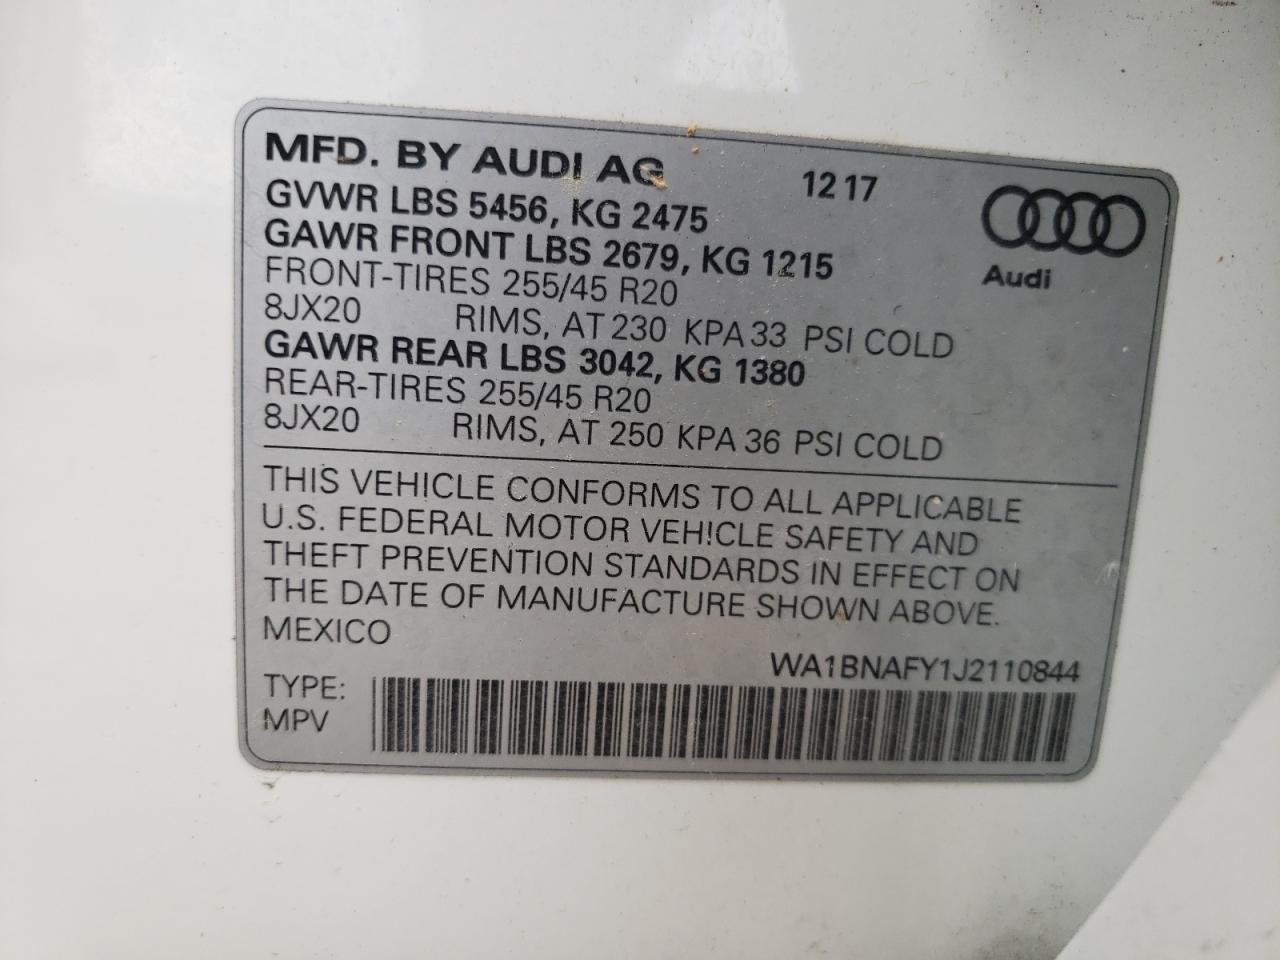 MFD. BY AUDI AG 12 17
GVWR LBS 5456, KG 2475
GAWR FRONT LBS 2679, KG 1215
Audi
FRONT-TIRES 255/45 R20
8JX20 RIMS, AT 230 KPA 33 PSI COLD
GAWR REAR LBS 3042, KG 1380
REAR-TIRES 255/45 R20
8JX20 RIMS, AT 250 KPA 36 PSI COLD
THIS VEHICLE CONFORMS TO ALL APPLICABLE
U.S. FEDERAL MOTOR VEHICLE SAFETY AND
THEFT PREVENTION STANDARDS IN EFFECT ON
THE DATE OF MANUFACTURE SHOWN ABOVE.
MEXICO
WA1BNAFY1J2110844
TYPE:
MPV